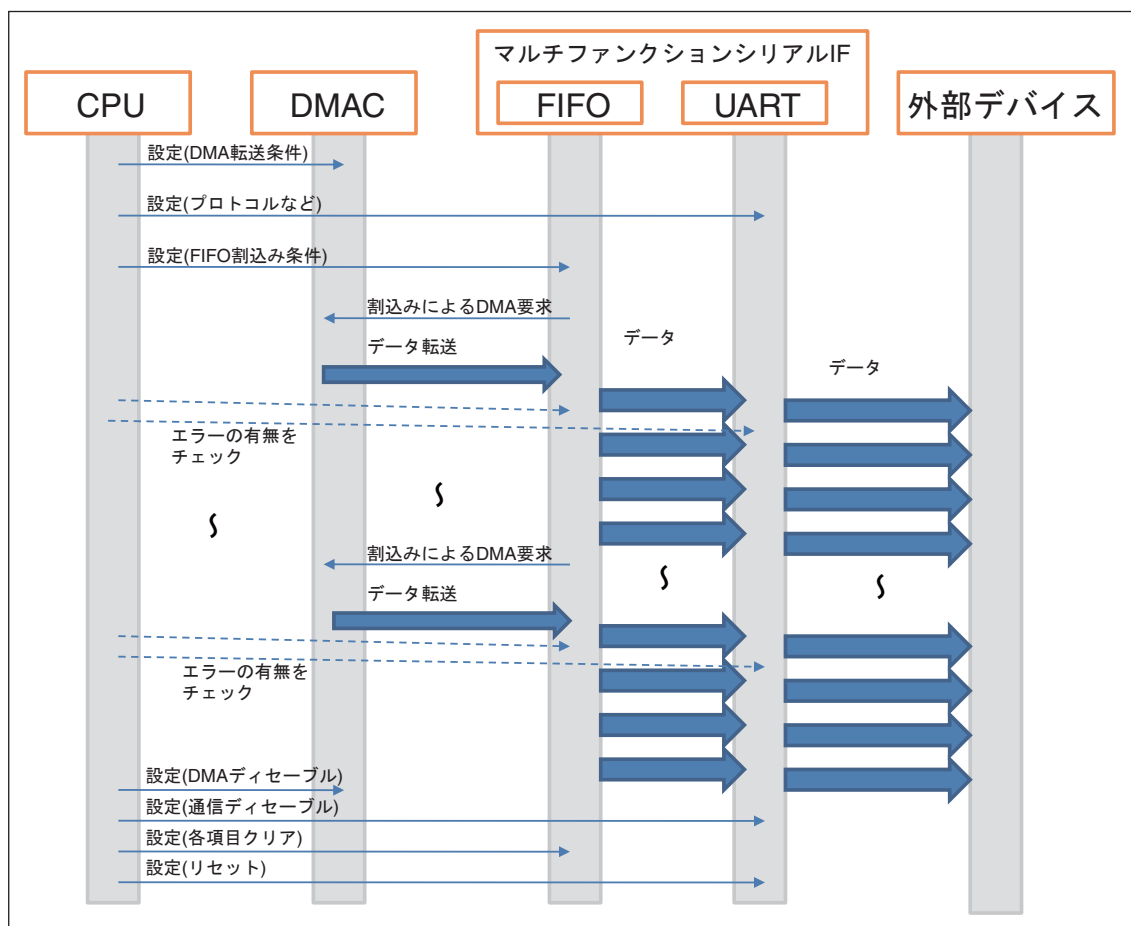 マルチファンクションシリアルIF
CPU
DMAC
FIFO
UART
外部デバイス
設定(DMA転送条件)
設定(プロトコルなど)
設定(FIFO割込み条件)
割込みによるDMA要求
データ転送
データ
データ
エラーの有無を
チェック
割込みによるDMA要求
データ転送
エラーの有無を
チェック
設定(DMAディセーブル)
設定(通信ディセーブル)
設定(各項目クリア)
設定(リセット)